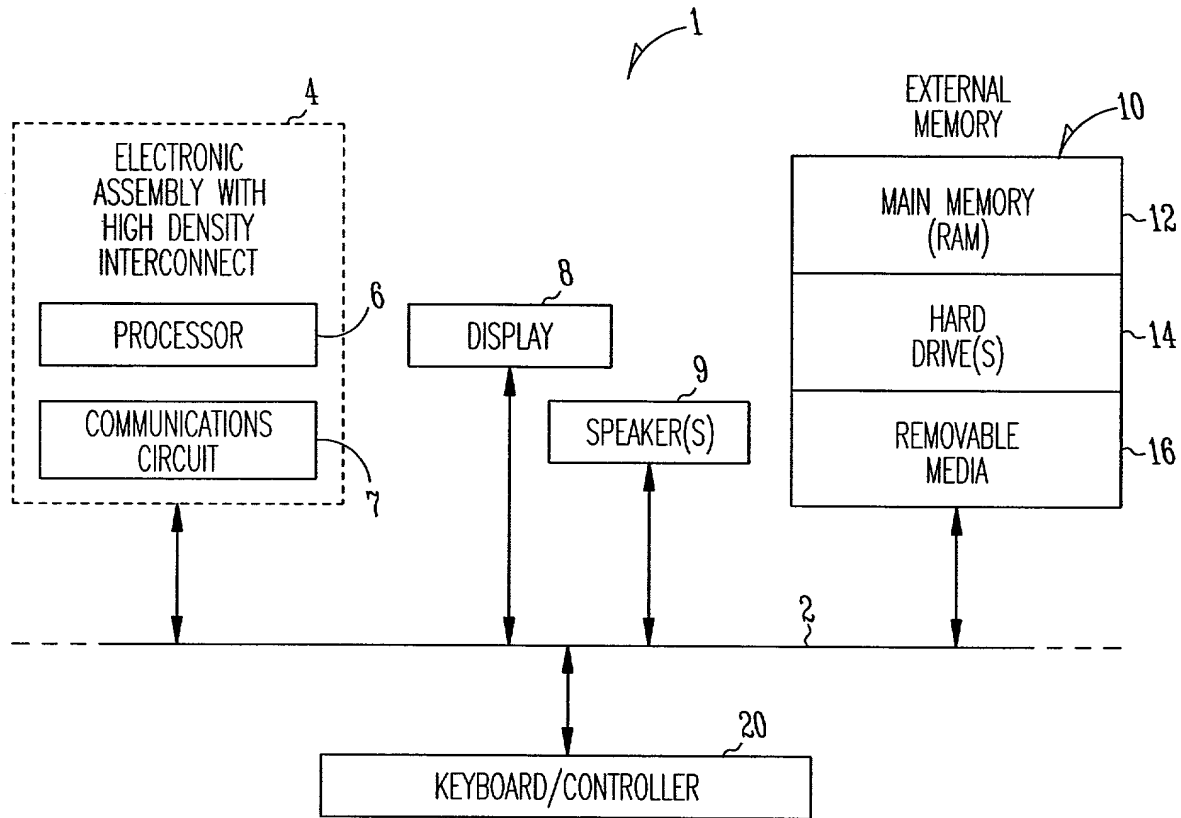 1
4
ELECTRONIC
ASSEMBLY WITH
HIGH DENSITY
INTERCONNECT
PROCESSOR
6
COMMUNICATIONS
CIRCUIT
7
8
DISPLAY
9
SPEAKER(S)
EXTERNAL
MEMORY
10
MAIN MEMORY
(RAM)
12
HARD
DRIVE(S)
14
REMOVABLE
MEDIA
16
2
20
KEYBOARD/CONTROLLER